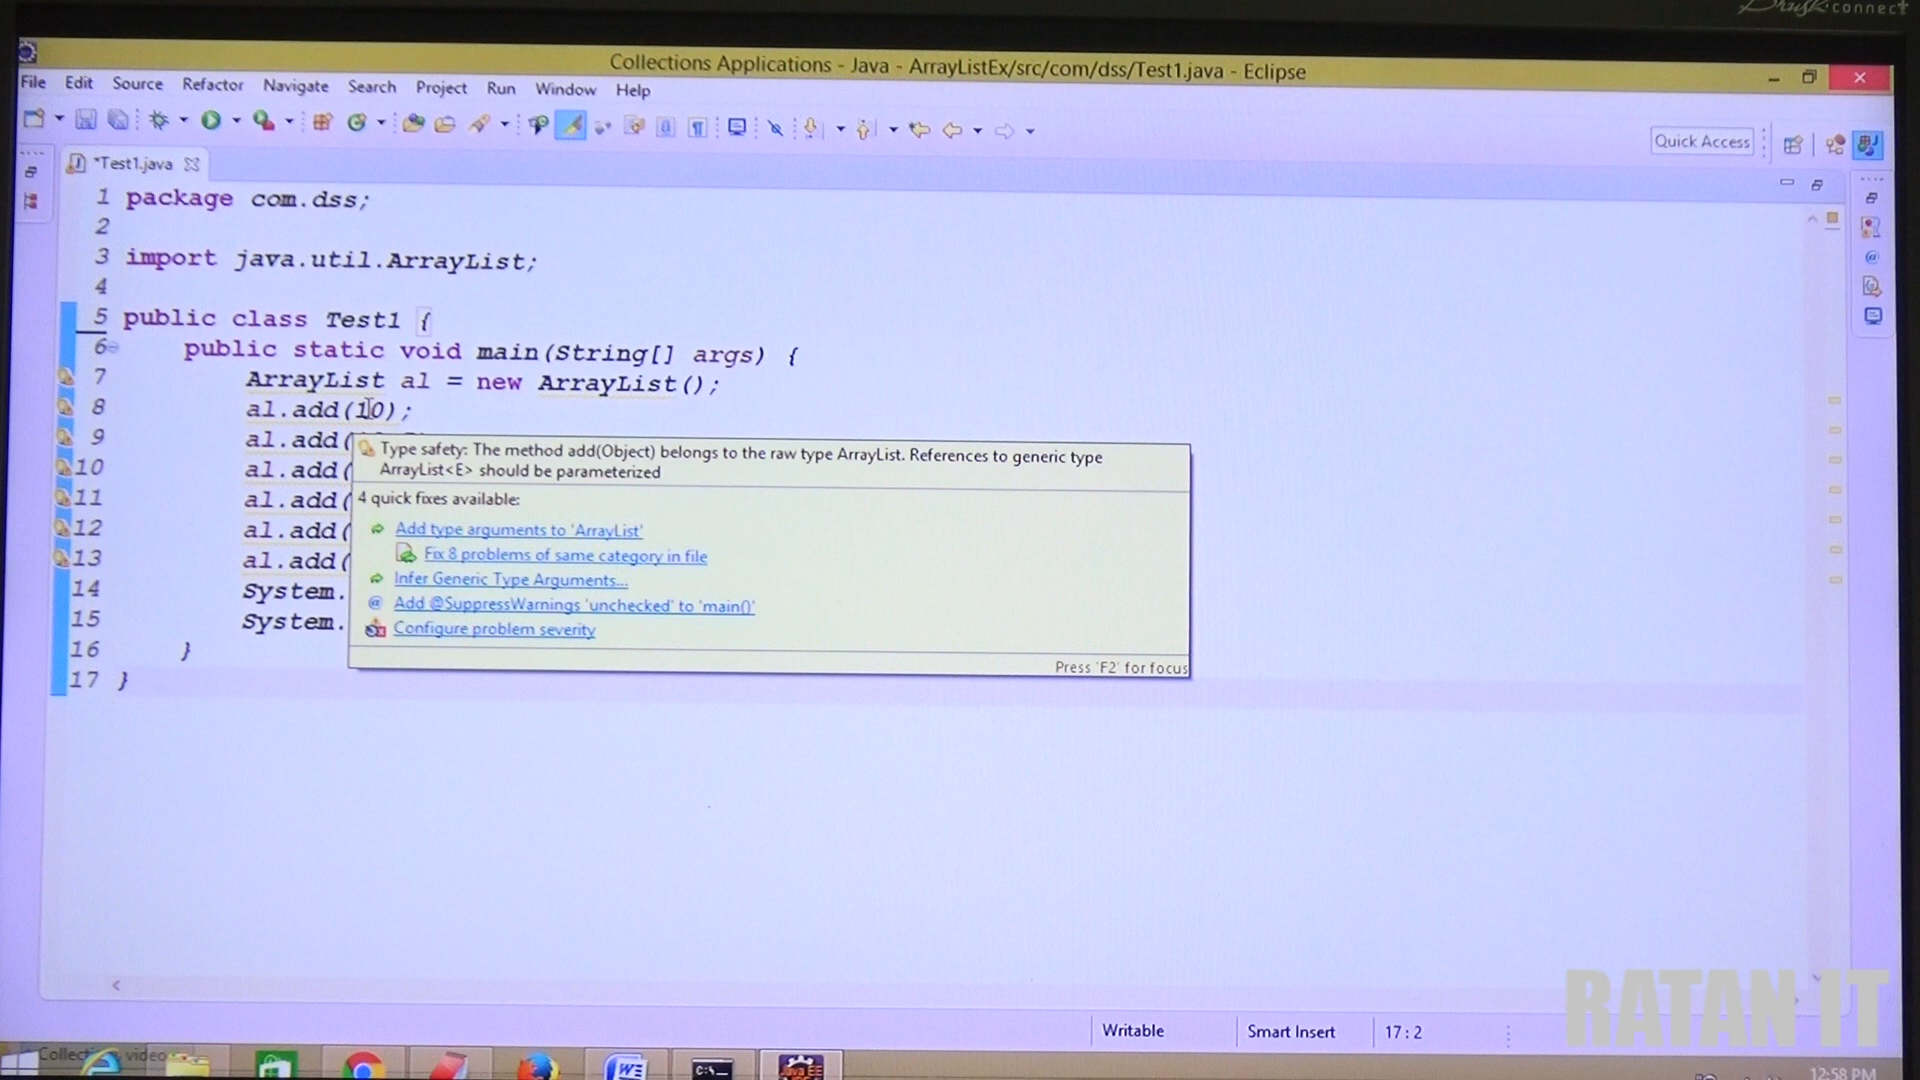 connect
Collections Applications - Java - ArrayListEx/src/com/dss/Test1.java - Eclipse
File Edit Source Refactor Navigate Search Project Run Window Help
Quick Access
*Test1.java
1 package com.dss;
2
3 import java.util.ArrayList;
4
5 public class Test1 {
6 public static void main(String[] args) {
7 ArrayList al = new ArrayList();
8 al.add(10);
9 al.add(
10 al.add(
11 al.add(
12 al.add(
13 al.add(
14 System.
15 System.
16 }
17 }
Type safety: The method add(Object) belongs to the raw type ArrayList. References to generic type
ArrayList<E> should be parameterized
4 quick fixes available:
Add type arguments to 'ArrayList'
Fix 8 problems of same category in file
Infer Generic Type Arguments...
Add @SuppressWarnings 'unchecked' to 'main()'
Configure problem severity
Press 'F2' for focus
Writable Smart Insert 17 : 2
RATAN IT
video
C:\
Java EE
12:58 PM